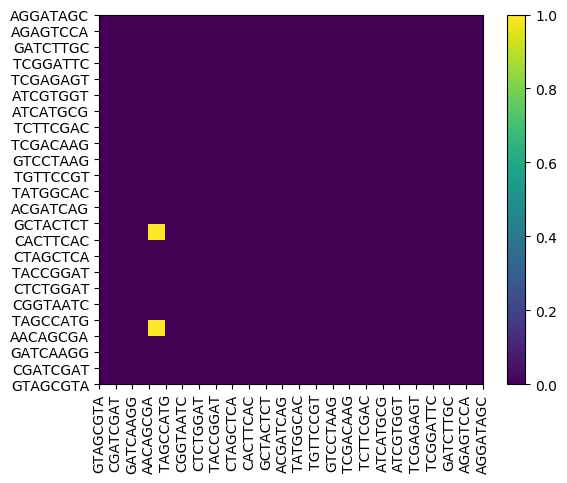 AGGATAGC
AGAGTCCA
GATCTTGC
TCGGATTC
TCGAGAGT
ATCGTGGT
ATCATGCG
TCTTCGAC
TCGACAAG
GTCCTAAG
TGTTCCGT
TATGGCAC
ACGATCAG
GCTACTCT
CACTTCAC
CTAGCTCA
TACCGGAT
CTCTGGAT
CGGTAATC
TAGCCATG
AACAGCGA
GATCAAGG
CGATCGAT
GTAGCGTA
GTAGCGTA
CGATCGAT
GATCAAGG
AACAGCGA
TAGCCATG
CGGTAATC
CTCTGGAT
TACCGGAT
CTAGCTCA
CACTTCAC
GCTACTCT
ACGATCAG
TATGGCAC
TGTTCCGT
GTCCTAAG
TCGACAAG
TCTTCGAC
ATCATGCG
ATCGTGGT
TCGAGAGT
TCGGATTC
GATCTTGC
AGAGTCCA
AGGATAGC
1.0
0.8
0.6
0.4
0.2
0.0